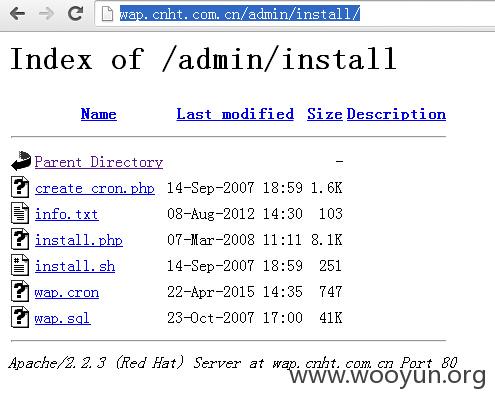 wap.cnht.com.cn/admin/install/
Index of /admin/install
Name Last modified Size Description
Parent Directory -
create_cron.php 14-Sep-2007 18:59 1.6K
info.txt 08-Aug-2012 14:30 103
install.php 07-Mar-2008 11:11 8.1K
install.sh 14-Sep-2007 18:59 251
wap.cron 22-Apr-2015 14:35 747
wap.sql 23-Oct-2007 17:00 41K
Apache/2.2.3 (Red Hat) Server at wap.cnht.com.cn Port 80
www.wooyun.org